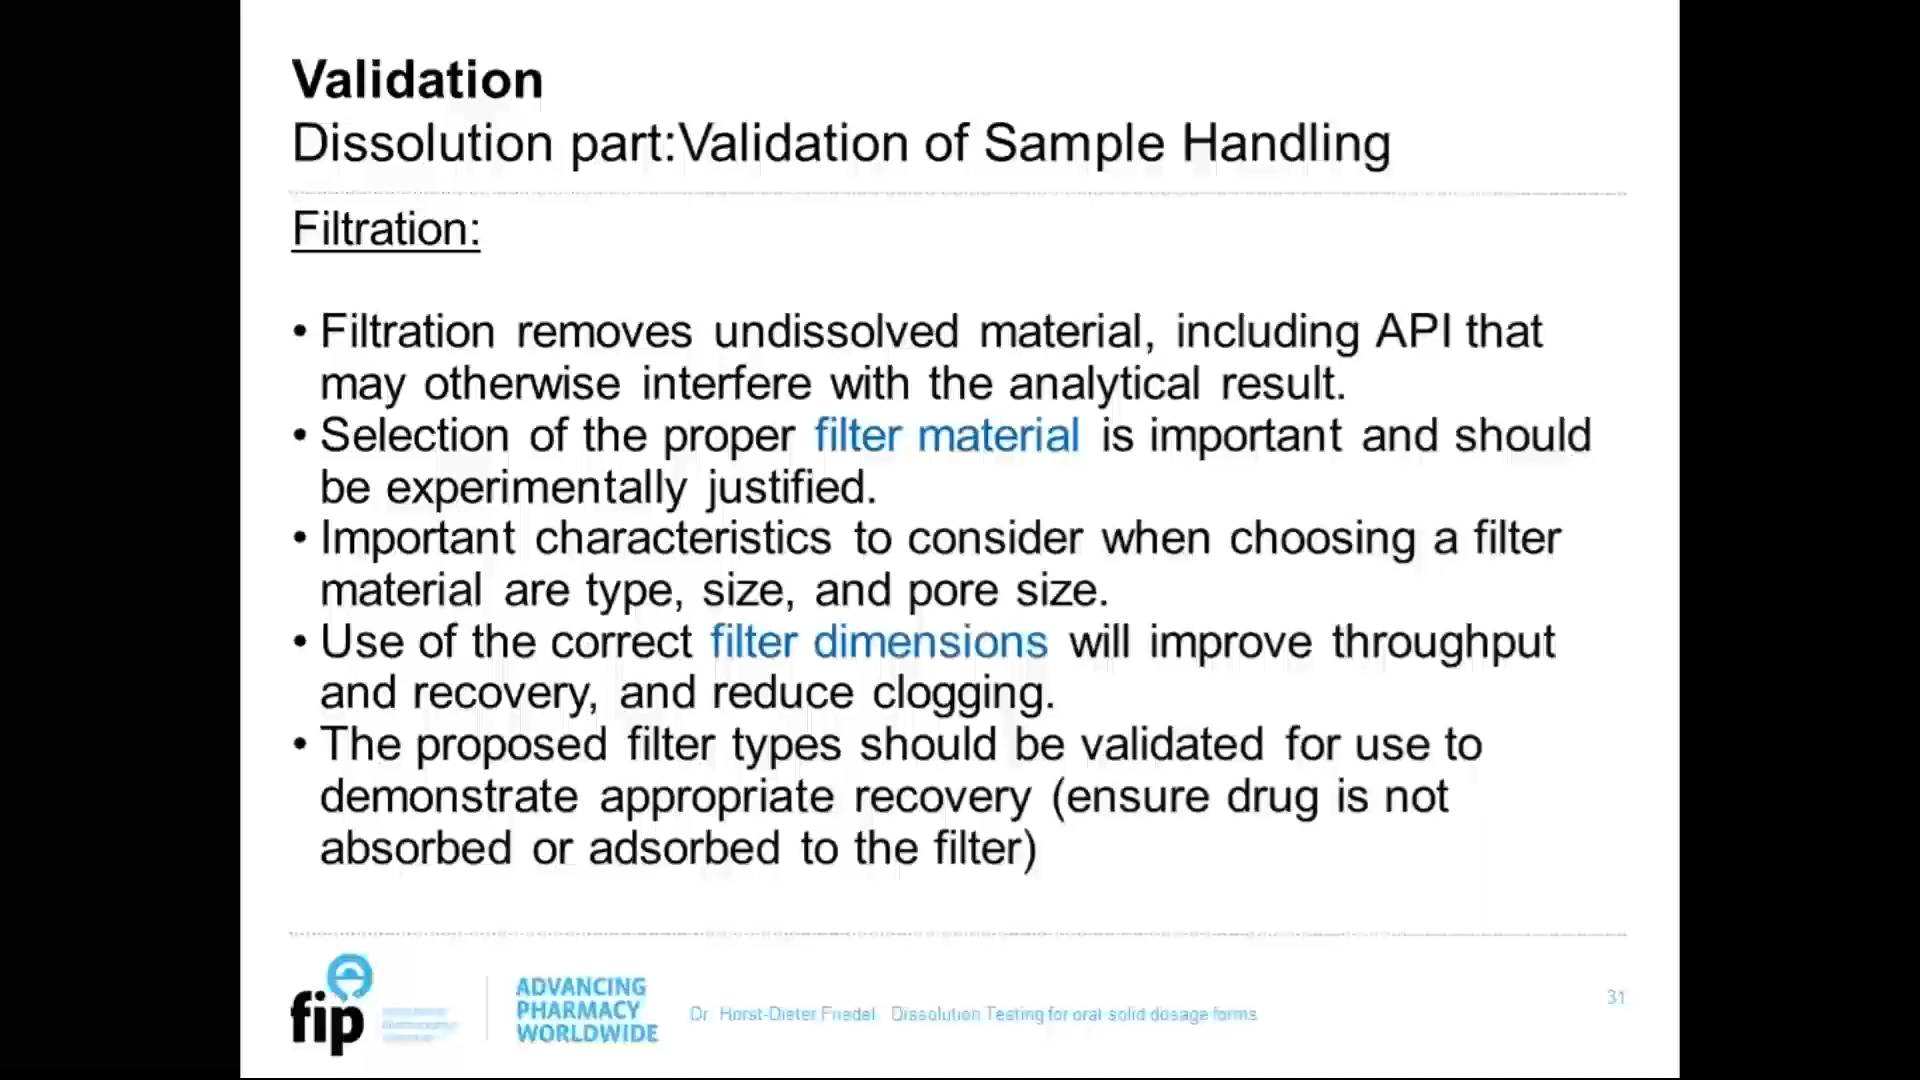 Validation
Dissolution part:Validation of Sample Handling
Filtration:
• Filtration removes undissolved material, including API that
may otherwise interfere with the analytical result.
• Selection of the proper filter material is important and should
be experimentally justified.
• Important characteristics to consider when choosing a filter
material are type, size, and pore size.
• Use of the correct filter dimensions will improve throughput
and recovery, and reduce clogging.
• The proposed filter types should be validated for use to
demonstrate appropriate recovery (ensure drug is not
absorbed or adsorbed to the filter)
fip
ADVANCING
PHARMACY
WORLDWIDE
Dr. Horst-Dieter Friedel Dissolution Testing for oral solid dosage forms
31